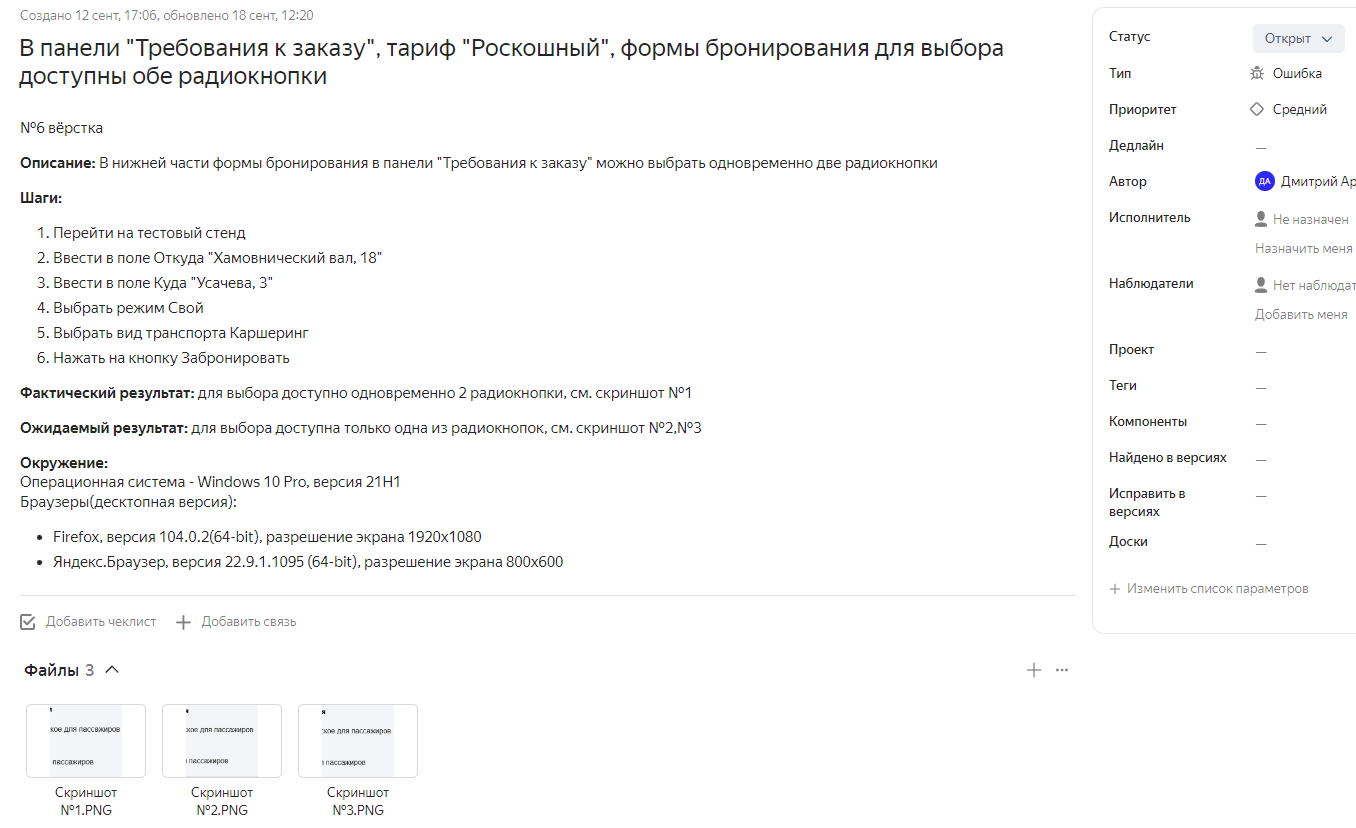 Создано 12 сент, 17:06, обновлено 18 сент, 12:20
В панели "Требования к заказу", тариф "Роскошный", формы бронирования для выбора
доступны обе радиокнопки
№6 вёрстка
Описание: В нижней части формы бронирования в панели "Требования к заказу" можно выбрать одновременно две радиокнопки
Шаги:
1. Перейти на тестовый стенд
2. Ввести в поле Откуда "Хамовнический вал, 18"
3. Ввести в поле Куда "Усачева, 3"
4. Выбрать режим Свой
5. Выбрать вид транспорта Каршеринг
6. Нажать на кнопку Забронировать
Фактический результат: для выбора доступно одновременно 2 радиокнопки, см. скриншот №1
Ожидаемый результат: для выбора доступна только одна из радиокнопок, см. скриншот №2,№3
Окружение:
Операционная система - Windows 10 Pro, версия 21H1
Браузеры(десктопная версия):
• Firefox, версия 104.0.2(64-bit), разрешение экрана 1920x1080
• Яндекс.Браузер, версия 22.9.1.1095 (64-bit), разрешение экрана 800x600
Добавить чеклист + Добавить связь
Файлы 3
кое для пассажиров
пассажиров
кое для пассажиров
пассажиров
кое для пассажиров
пассажиров
Скриншот
№1.PNG
Скриншот
№2.PNG
Скриншот
№3.PNG
Статус Открыт
Тип Ошибка
Приоритет Средний
Дедлайн —
Автор ДА Дмитрий Ар
Исполнитель Не назначен
Назначить меня
Наблюдатели Нет наблюдат
Добавить меня
Проект —
Теги —
Компоненты —
Найдено в версиях —
Исправить в —
версиях
Доски —
+ Изменить список параметров